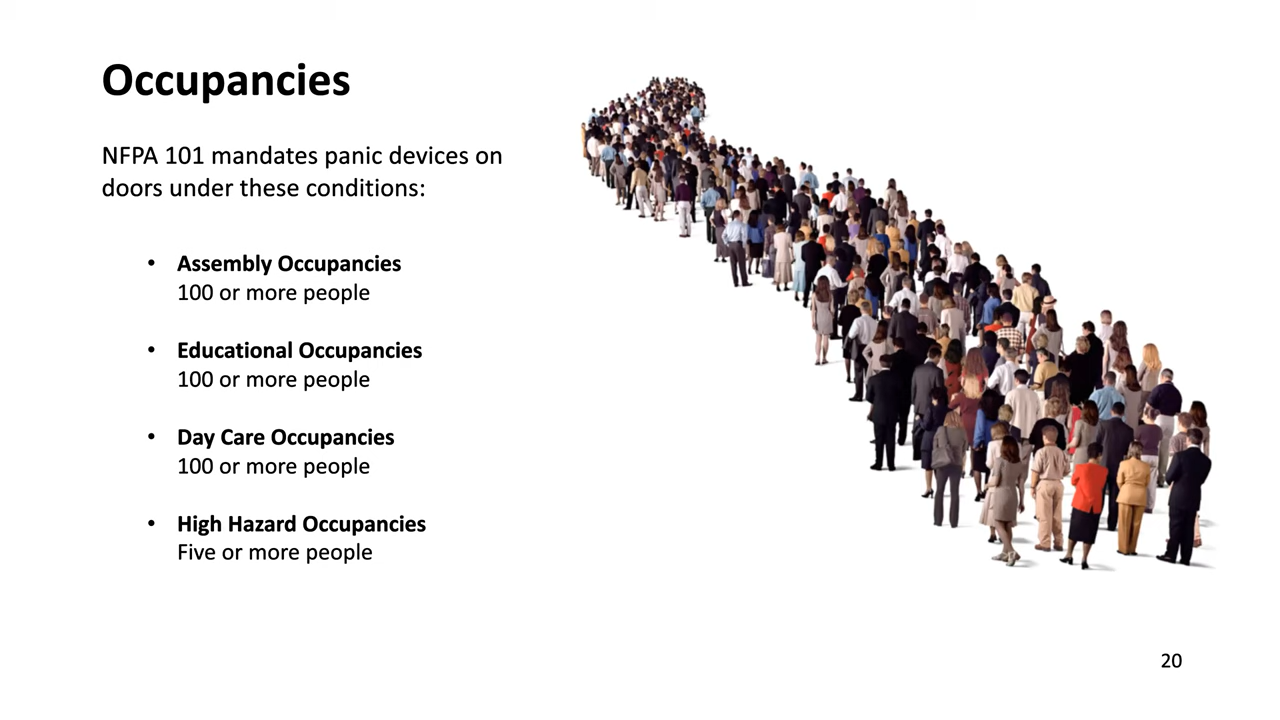 Occupancies
NFPA 101 mandates panic devices on
doors under these conditions:
• Assembly Occupancies
100 or more people
• Educational Occupancies
100 or more people
• Day Care Occupancies
100 or more people
• High Hazard Occupancies
Five or more people
20